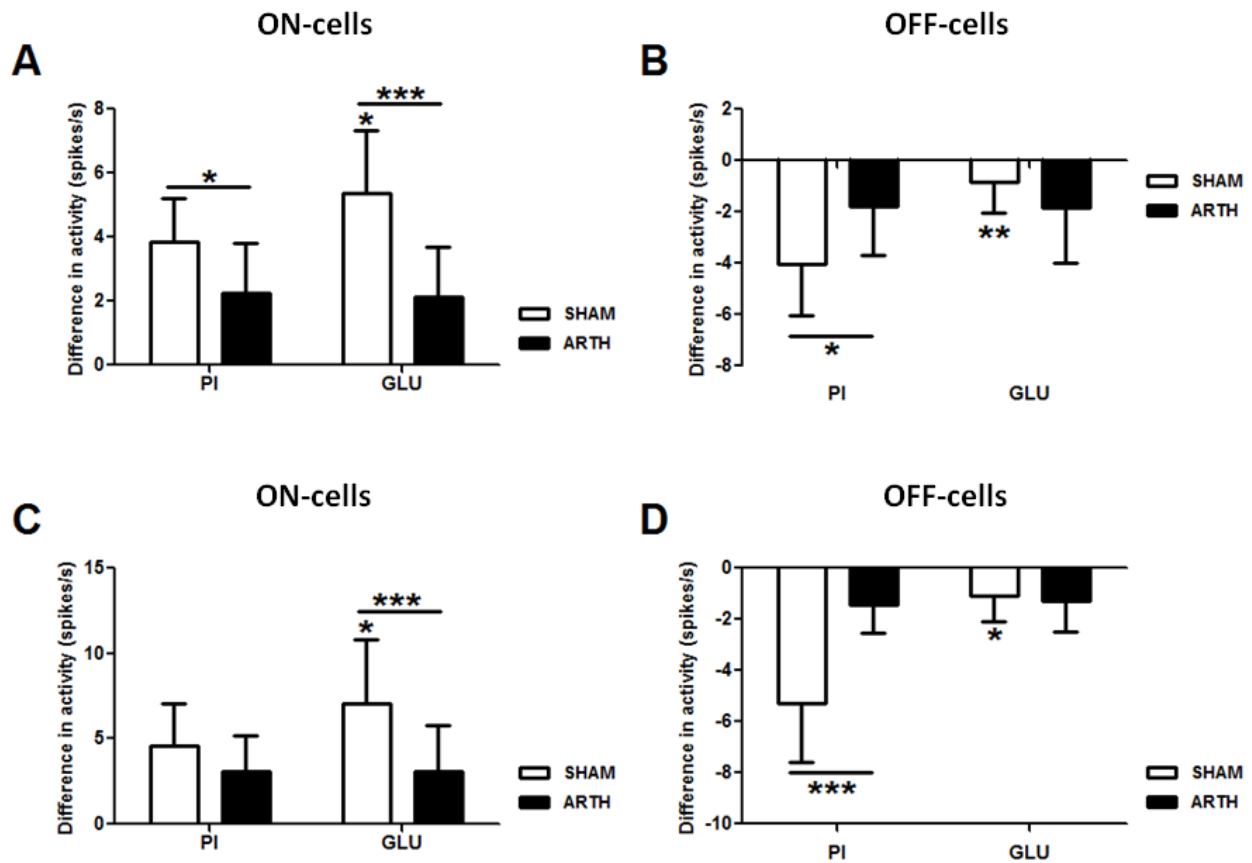 ON-cells
A
Difference in activity (spikes/s)
8
6
4
2
0
*
*
***
PI
GLU
SHAM
ARTH
OFF-cells
B
Difference in activity (spikes/s)
2
0
-2
-4
-6
-8
*
**
PI
GLU
SHAM
ARTH
ON-cells
C
Difference in activity (spikes/s)
15
10
5
0
*
***
PI
GLU
SHAM
ARTH
OFF-cells
D
Difference in activity (spikes/s)
0
-2
-4
-6
-8
-10
***
*
PI
GLU
SHAM
ARTH